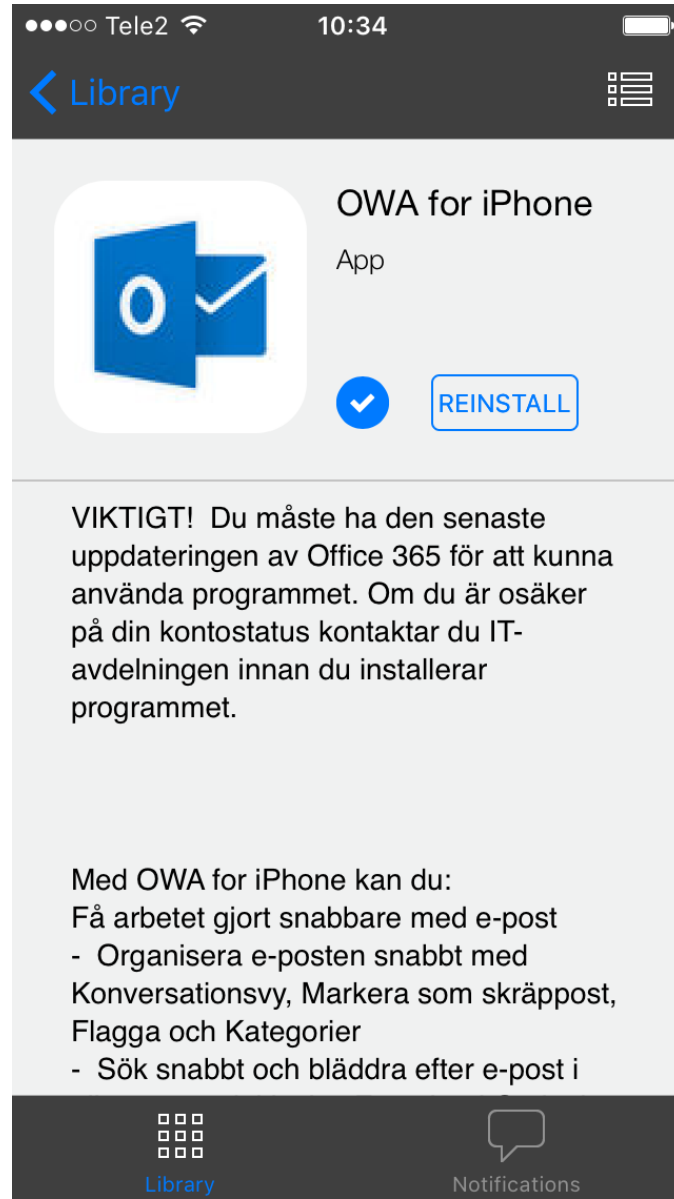 Tele2 10:34
Library
OWA for iPhone
App
REINSTALL
VIKTIGT! Du måste ha den senaste
uppdateringen av Office 365 för att kunna
använda programmet. Om du är osäker
på din kontostatus kontaktar du IT-
avdelningen innan du installerar
programmet.
Med OWA for iPhone kan du:
Få arbetet gjort snabbare med e-post
- Organisera e-posten snabbt med
Konversationsvy, Markera som skräppost,
Flagga och Kategorier
- Sök snabbt och bläddra efter e-post i
Library Notifications